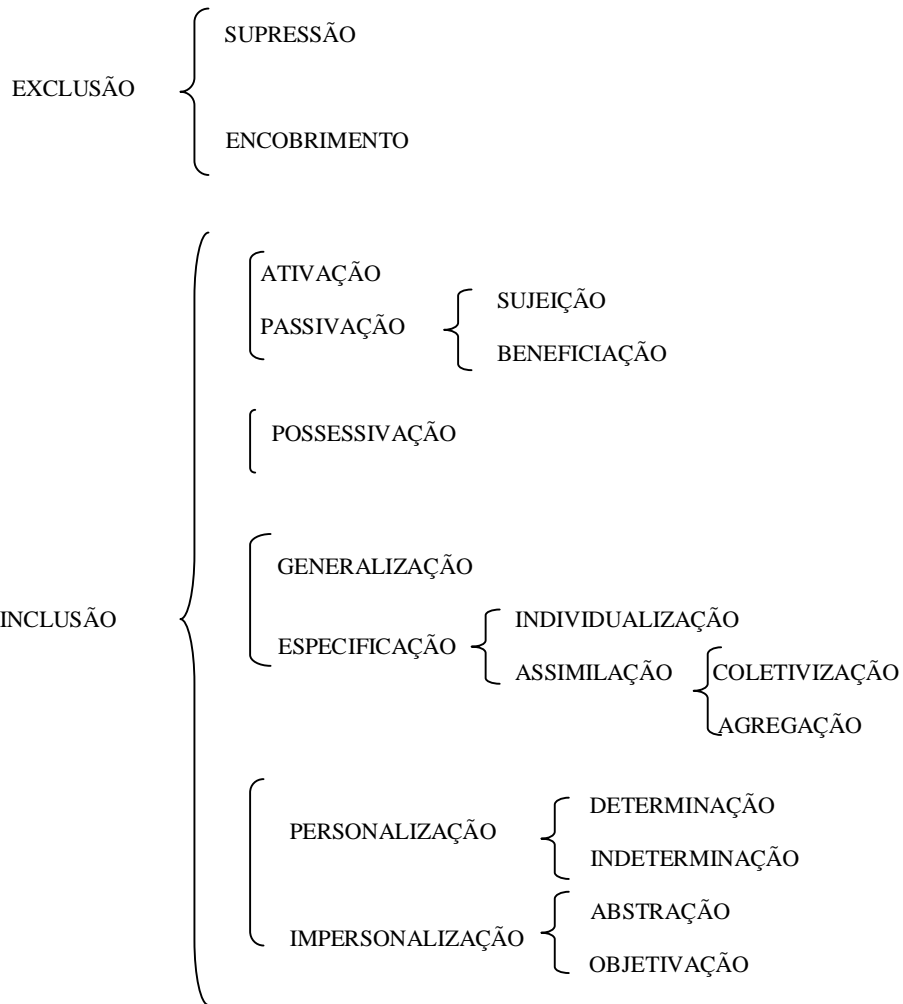 SUPRESSÃO
EXCLUSÃO
ENCOBRIMENTO
ATIVAÇÃO
SUJEIÇÃO
PASSIVAÇÃO
BENEFICIAÇÃO
POSSESSIVAÇÃO
GENERALIZAÇÃO
INCLUSÃO
INDIVIDUALIZAÇÃO
ESPECIFICAÇÃO
ASSIMILAÇÃO
COLETIVIZAÇÃO
AGREGAÇÃO
DETERMINAÇÃO
PERSONALIZAÇÃO
INDETERMINAÇÃO
ABSTRAÇÃO
IMPERSONALIZAÇÃO
OBJETIVAÇÃO